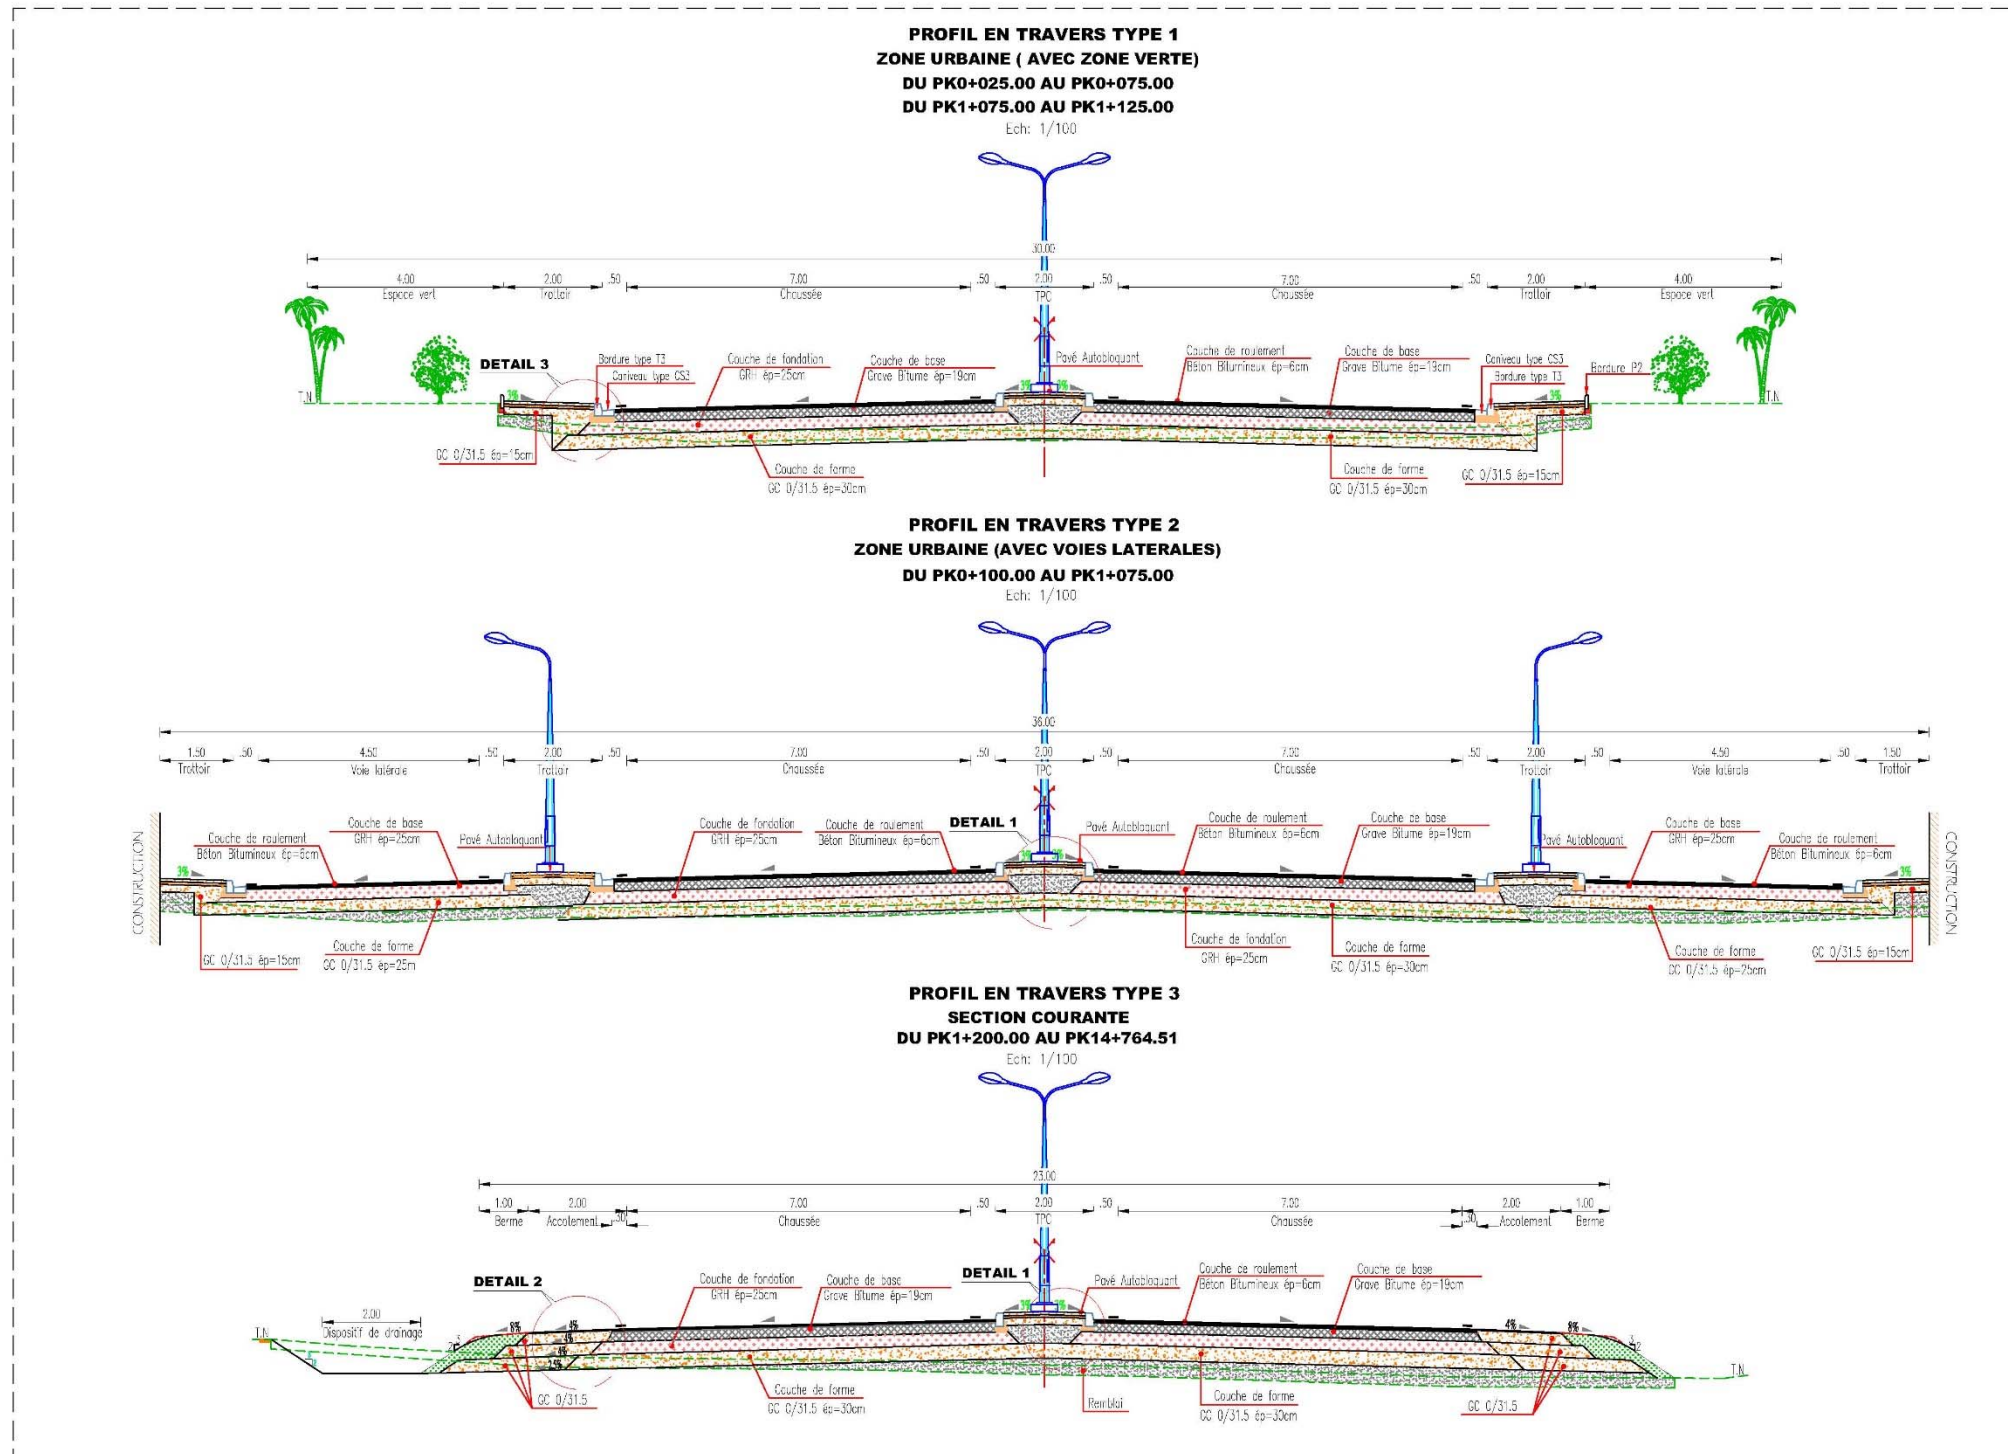 PROFIL EN TRAVERS TYPE 1
ZONE URBAINE ( AVEC ZONE VERTE)
DU PK0+025.00 AU PK0+075.00
DU PK1+075.00 AU PK1+125.00
Ech: 1/100
30.00
4.00 2.00 .50 7.00 .50 2.00 .50 7.00 .50 2.00 4.00
Espace vert Trottoir Chaussée TPC Chaussée Trottoir Espace vert
DETAIL 3
Bordure type T3
Caniveau type CS3
Couche de fondation
GRH ép=25cm
Couche de base
Grave Bitume ép=19cm
Pavé Autobloquant
Couche de roulement
Béton Bitumineux ép=6cm
Couche de base
Grave Bitume ép=19cm
Caniveau type CS3
Bordure type T3
Bordure P2
T.N 3% 3% 3% 3% T.N
GC 0/31.5 ép=15cm
Couche de forme
GC 0/31.5 ép=30cm
Couche de forme
GC 0/31.5 ép=30cm
GC 0/31.5 ép=15cm
PROFIL EN TRAVERS TYPE 2
ZONE URBAINE (AVEC VOIES LATERALES)
DU PK0+100.00 AU PK1+075.00
Ech: 1/100
36.00
1.50 .50 4.50 .50 2.00 .50 7.00 .50 2.00 .50 7.00 .50 2.00 .50 4.50 .50 1.50
Trottoir Voie latérale Trottoir Chaussée TPC Chaussée Trottoir Voie latérale Trottoir
CONSTRUCTION
Couche de roulement
Béton Bitumineux ép=6cm
Couche de base
GRH ép=25cm
Pavé Autobloquant
Couche de fondation
GRH ép=25cm
Couche de roulement
Béton Bitumineux ép=6cm
DETAIL 1
Pavé Autobloquant
Couche de roulement
Béton Bitumineux ép=6cm
Couche de base
Grave Bitume ép=19cm
Pavé Autobloquant
Couche de base
GRH ép=25cm
Couche de roulement
Béton Bitumineux ép=6cm
CONSTRUCTION
3% 3% 3% 3%
GC 0/31.5 ép=15cm
Couche de forme
GC 0/31.5 ép=25m
Couche de fondation
GRH ép=25cm
Couche de forme
GC 0/31.5 ép=30cm
Couche de forme
GC 0/31.5 ép=25cm
GC 0/31.5 ép=15cm
PROFIL EN TRAVERS TYPE 3
SECTION COURANTE
DU PK1+200.00 AU PK14+764.51
Ech: 1/100
23.00
1.00 2.00 7.00 .50 2.00 .50 7.00 2.00 1.00
Berme Accotement .30 Chaussée TPC Chaussée .30 Accotement Berme
DETAIL 2
Couche de fondation
GRH ép=25cm
Couche de base
Grave Bitume ép=19cm
DETAIL 1
Pavé Autobloquant
Couche de roulement
Béton Bitumineux ép=6cm
Couche de base
Grave Bitume ép=19cm
2.00
Dispositif de drainage
T.N 2 3 8% 4% 3% 3% 4% 8% 3 2 T.N
4%
4%
2.5%
GC 0/31.5
Couche de forme
GC 0/31.5 ép=30cm
Remblai
Couche de forme
GC 0/31.5 ép=30cm
GC 0/31.5